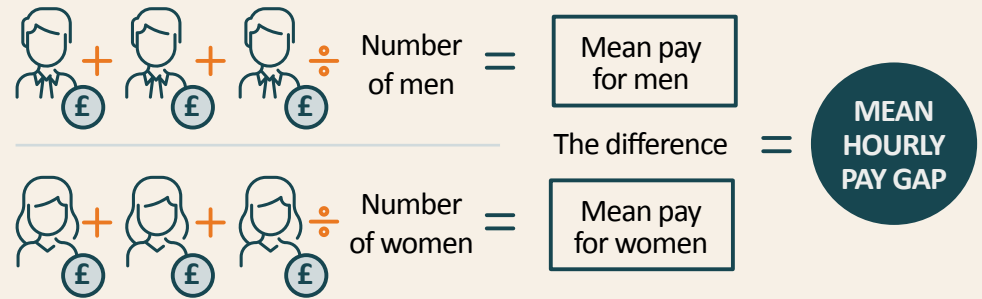 + + ÷ Number of men = Mean pay for men
£ £ £
The difference = MEAN HOURLY PAY GAP
+ + ÷ Number of women = Mean pay for women
£ £ £